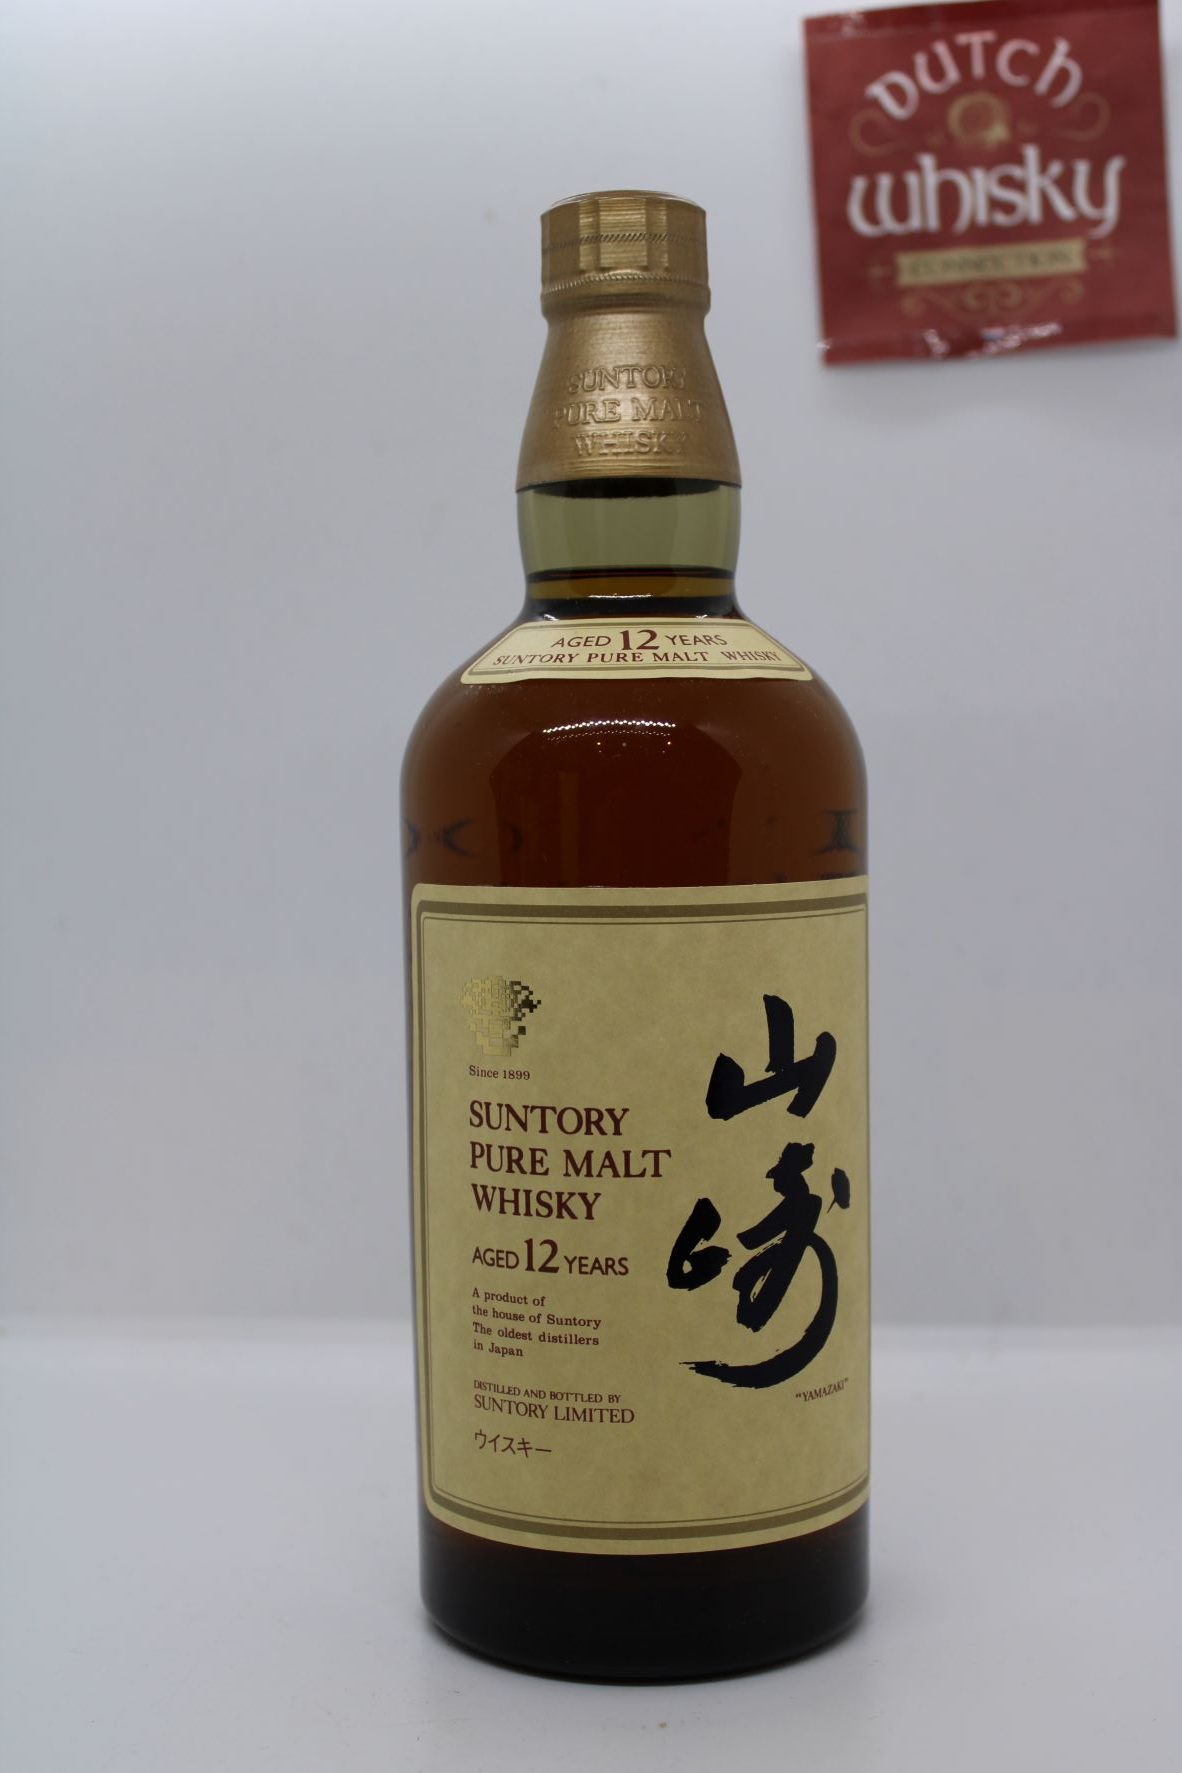 DUTCH
Whisky
CONNECTION
SUNTORY
PURE MALT
WHISKY
AGED 12 YEARS
SUNTORY PURE MALT WHISKY
Since 1899
SUNTORY
PURE MALT
WHISKY
AGED 12 YEARS
A product of
the house of Suntory
The oldest distillers
in Japan
DISTILLED AND BOTTLED BY
SUNTORY LIMITED
ウイスキー
山崎
"YAMAZAKI"